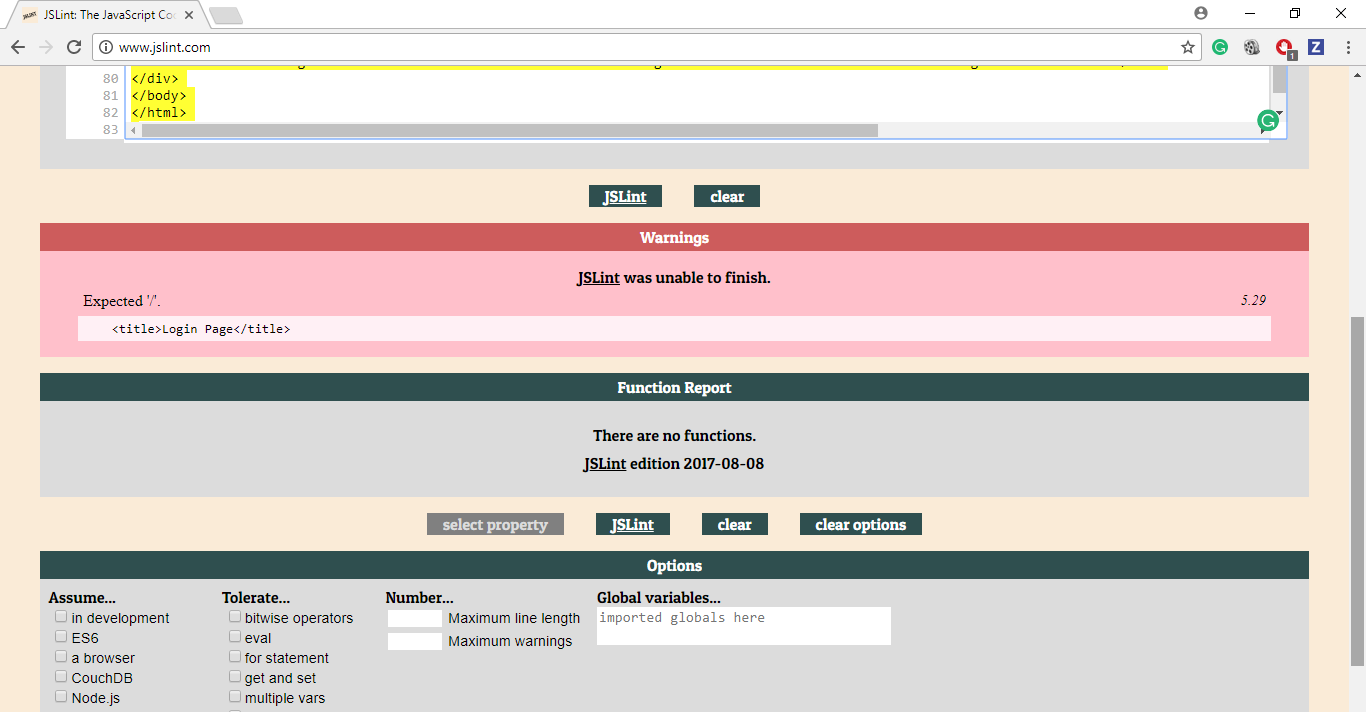 JSLint: The JavaScript Co
www.jslint.com
1
Z
80 </div>
81 </body>
82 </html>
83
JSLint clear
Warnings
JSLint was unable to finish.
Expected '/'. 5.29
<title>Login Page</title>
Function Report
There are no functions.
JSLint edition 2017-08-08
select property JSLint clear clear options
Options
Assume... Tolerate... Number... Global variables...
in development bitwise operators Maximum line length imported globals here
ES6 eval Maximum warnings
a browser for statement
CouchDB get and set
Node.js multiple vars